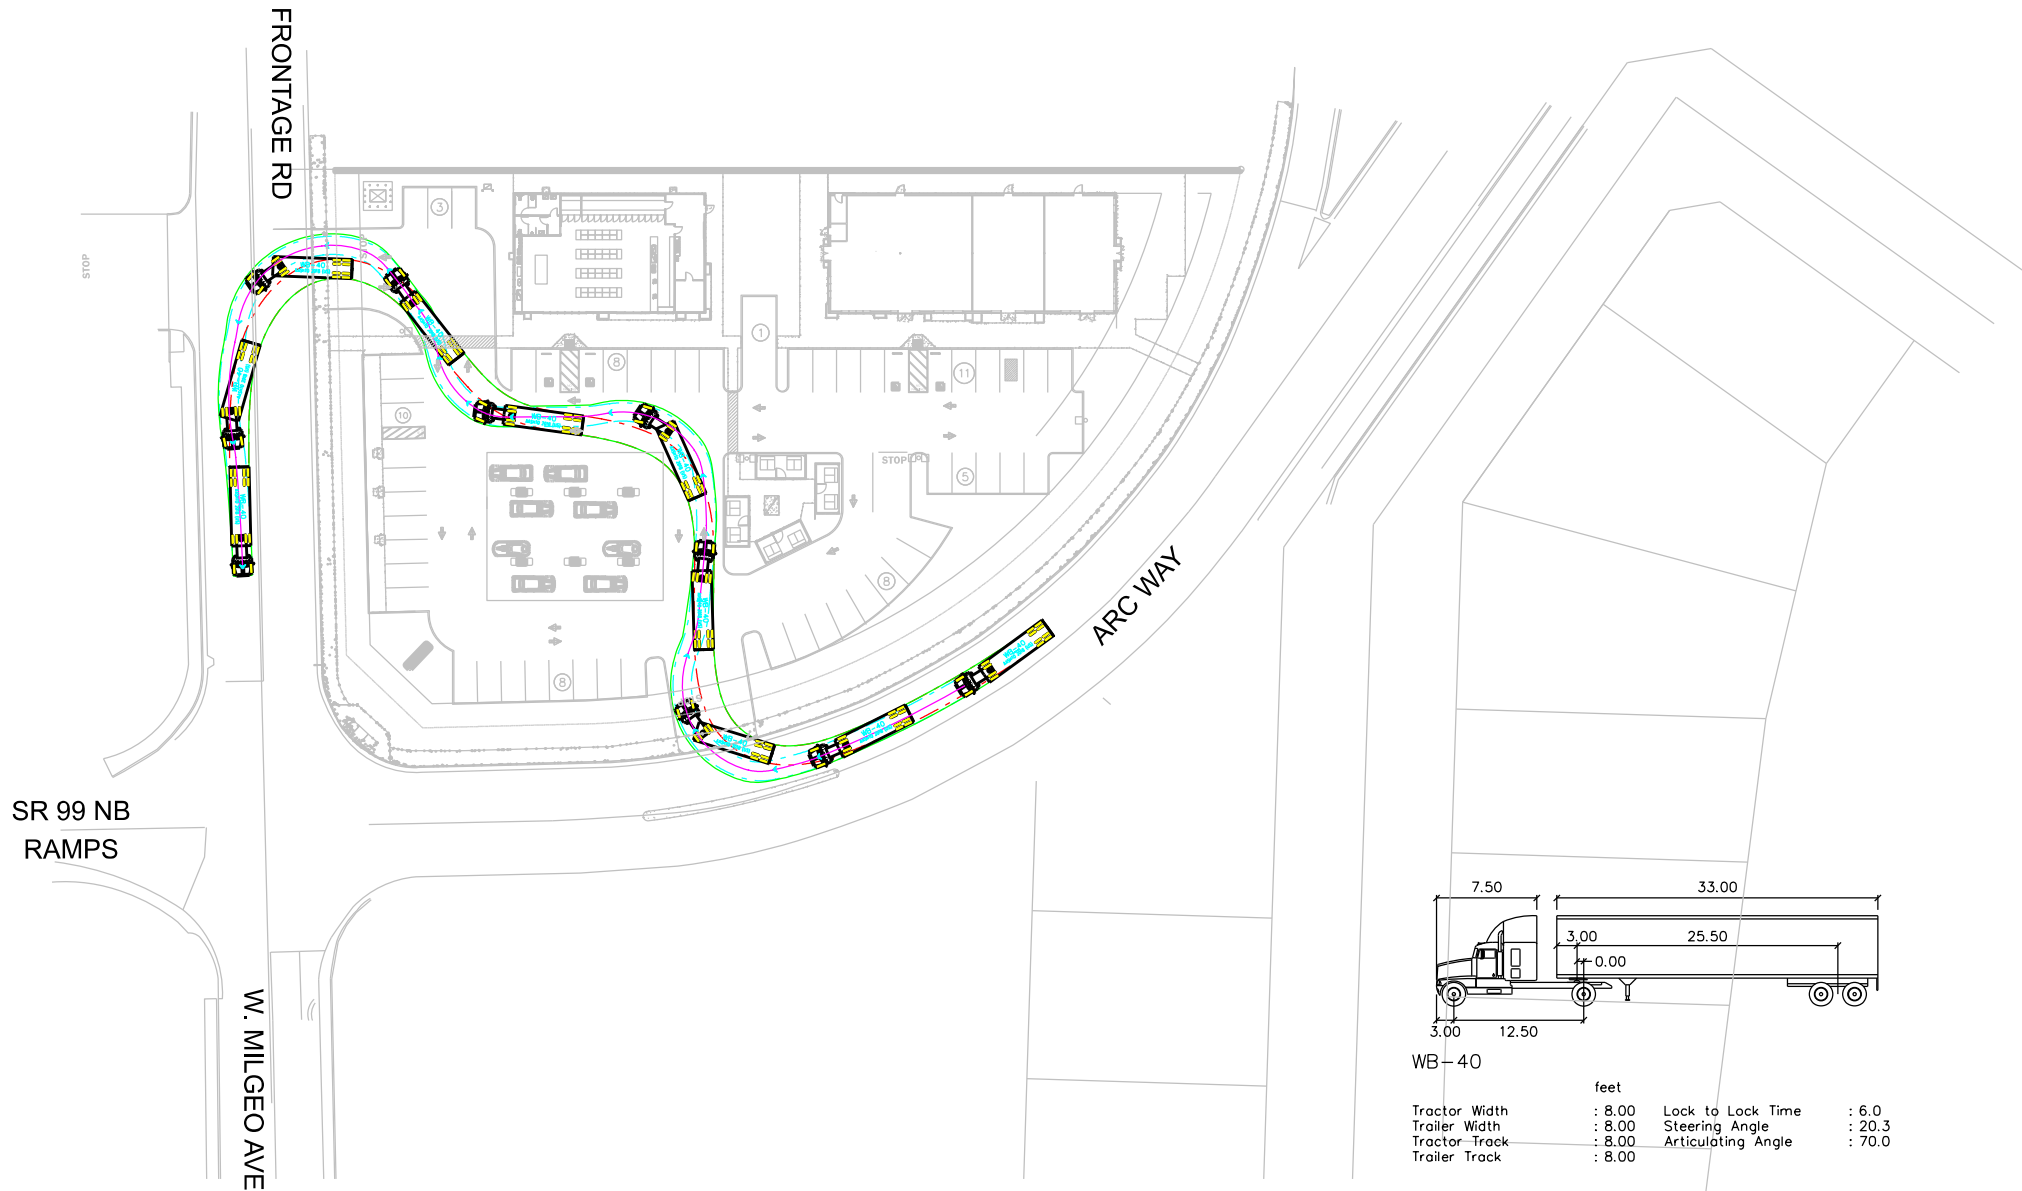 FRONTAGE RD
3
STOP
1
8
11
10
STOP
5
8
8
ARC WAY
SR 99 NB
RAMPS
W. MILGEO AVE
7.50
33.00
3.00
25.50
0.00
3.00
12.50
WB-40
feet
Tractor Width : 8.00 Lock to Lock Time : 6.0
Trailer Width : 8.00 Steering Angle : 20.3
Tractor Track : 8.00 Articulating Angle : 70.0
Trailer Track : 8.00